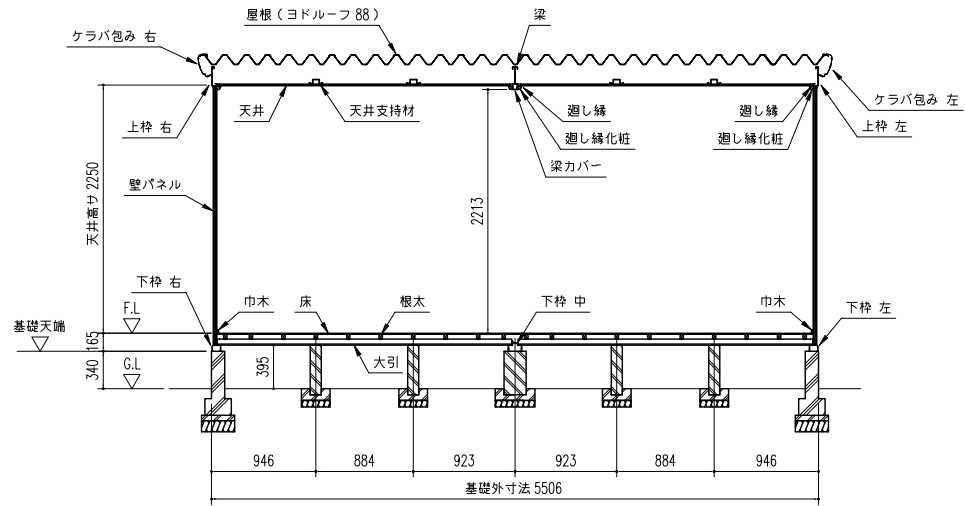 屋根（ヨドルーフ 88）
梁
ケラバ包み 右
ケラバ包み 左
上枠 右
天井
天井支持材
廻し縁
廻し縁化粧
梁カバー
廻し縁
廻し縁化粧
上枠 左
天井高サ 2250
壁パネル
2213
下枠 右
巾木
床
根太
下枠 中
巾木
下枠 左
F.L
基礎天端
165
G.L
340
395
大引
946
884
923
923
884
946
基礎外寸法 5506